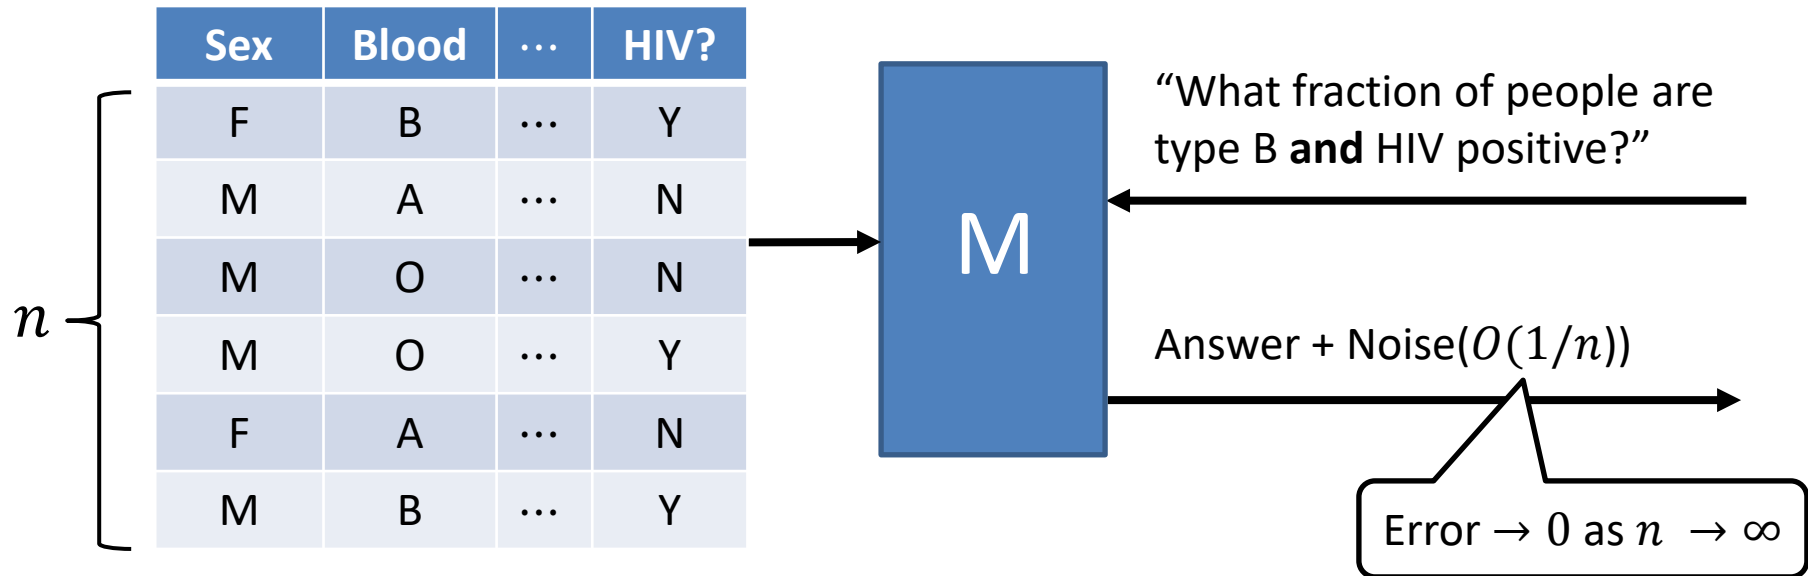 Sex Blood ⋯ HIV?
F B ⋯ Y
M A ⋯ N
M O ⋯ N
M O ⋯ Y
F A ⋯ N
M B ⋯ Y
n
M
“What fraction of people are
type B and HIV positive?”
Answer + Noise(O(1/n))
Error → 0 as n → ∞